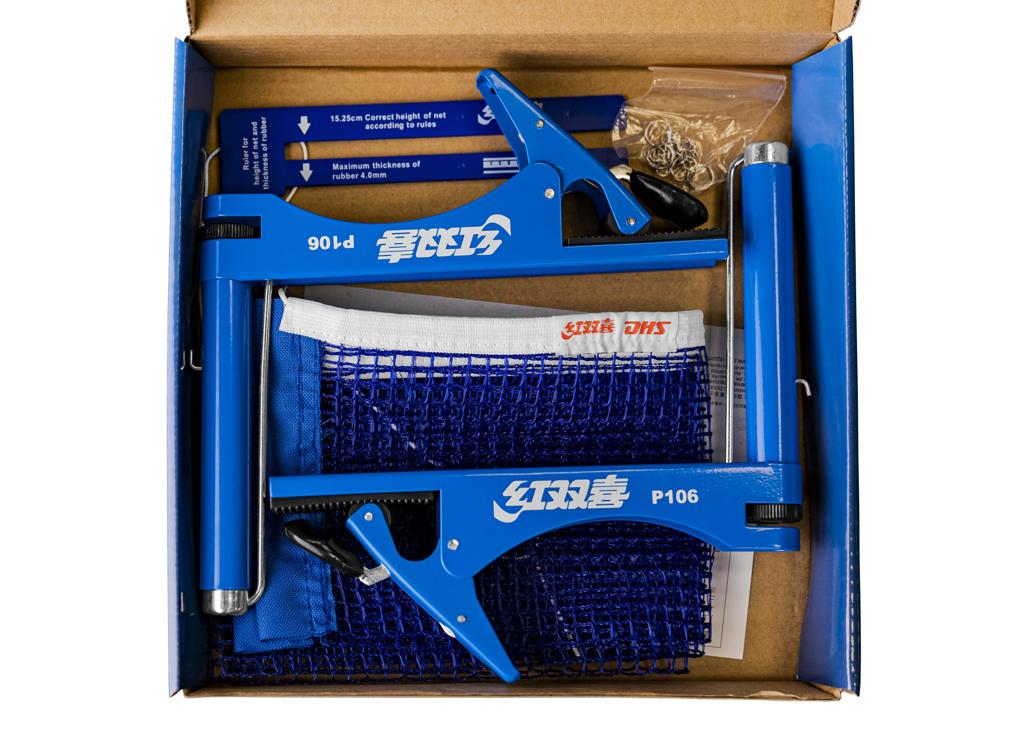 15.25cm Correct height of net
according to rules
Ruler for
height of net and
thickness of rubber
Maximum thickness of
rubber 4.0mm
P106 红双喜
红双喜 DHS
红双喜 P106